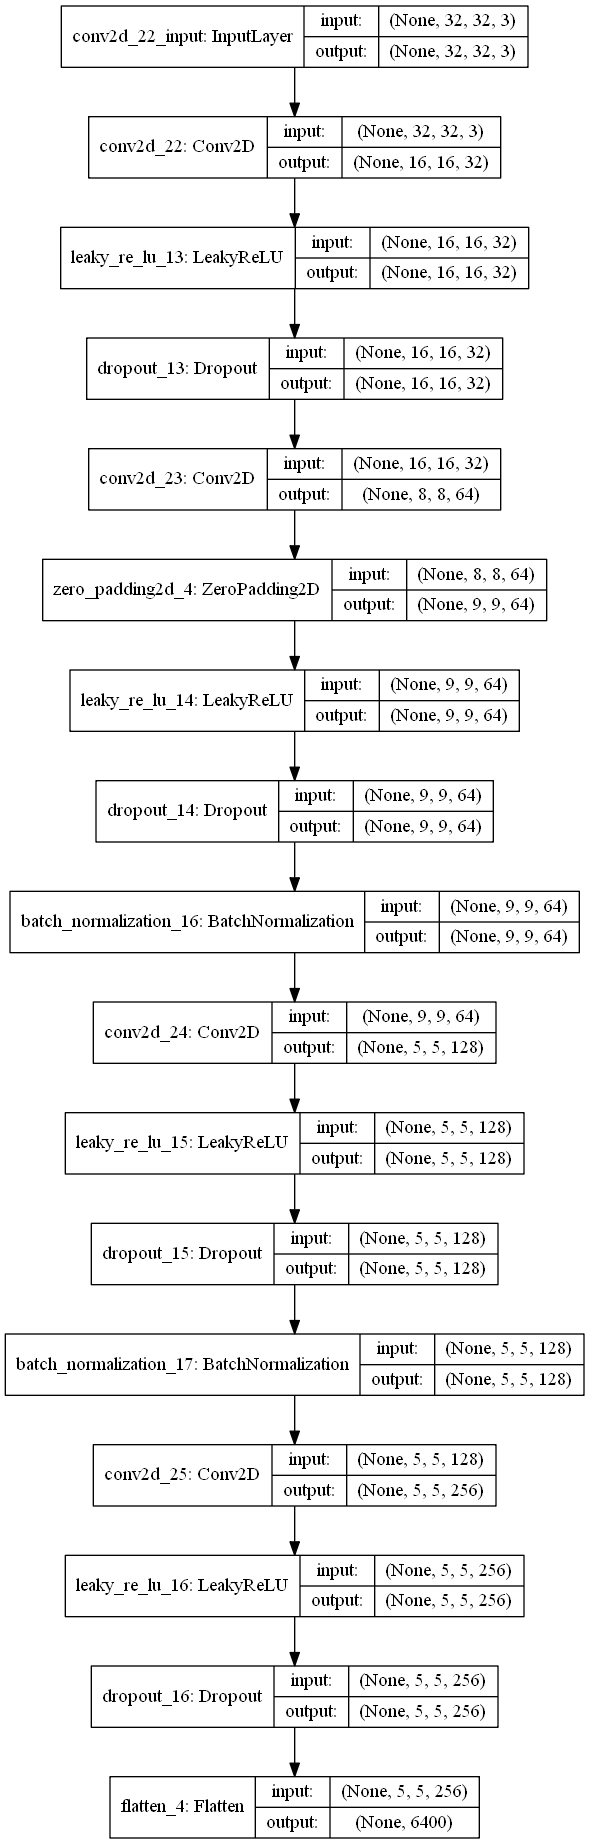 conv2d_22_input: InputLayer
input: (None, 32, 32, 3)
output: (None, 32, 32, 3)
conv2d_22: Conv2D
input: (None, 32, 32, 3)
output: (None, 16, 16, 32)
leaky_re_lu_13: LeakyReLU
input: (None, 16, 16, 32)
output: (None, 16, 16, 32)
dropout_13: Dropout
input: (None, 16, 16, 32)
output: (None, 16, 16, 32)
conv2d_23: Conv2D
input: (None, 16, 16, 32)
output: (None, 8, 8, 64)
zero_padding2d_4: ZeroPadding2D
input: (None, 8, 8, 64)
output: (None, 9, 9, 64)
leaky_re_lu_14: LeakyReLU
input: (None, 9, 9, 64)
output: (None, 9, 9, 64)
dropout_14: Dropout
input: (None, 9, 9, 64)
output: (None, 9, 9, 64)
batch_normalization_16: BatchNormalization
input: (None, 9, 9, 64)
output: (None, 9, 9, 64)
conv2d_24: Conv2D
input: (None, 9, 9, 64)
output: (None, 5, 5, 128)
leaky_re_lu_15: LeakyReLU
input: (None, 5, 5, 128)
output: (None, 5, 5, 128)
dropout_15: Dropout
input: (None, 5, 5, 128)
output: (None, 5, 5, 128)
batch_normalization_17: BatchNormalization
input: (None, 5, 5, 128)
output: (None, 5, 5, 128)
conv2d_25: Conv2D
input: (None, 5, 5, 128)
output: (None, 5, 5, 256)
leaky_re_lu_16: LeakyReLU
input: (None, 5, 5, 256)
output: (None, 5, 5, 256)
dropout_16: Dropout
input: (None, 5, 5, 256)
output: (None, 5, 5, 256)
flatten_4: Flatten
input: (None, 5, 5, 256)
output: (None, 6400)